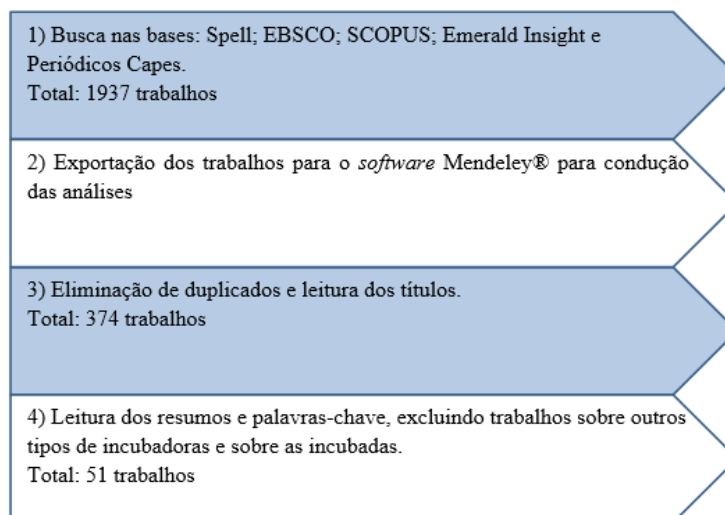 1) Busca nas bases: Spell; EBSCO; SCOPUS; Emerald Insight e
Periódicos Capes.
Total: 1937 trabalhos
2) Exportação dos trabalhos para o software Mendeley® para condução
das análises
3) Eliminação de duplicados e leitura dos títulos.
Total: 374 trabalhos
4) Leitura dos resumos e palavras-chave, excluindo trabalhos sobre outros
tipos de incubadoras e sobre as incubadas.
Total: 51 trabalhos